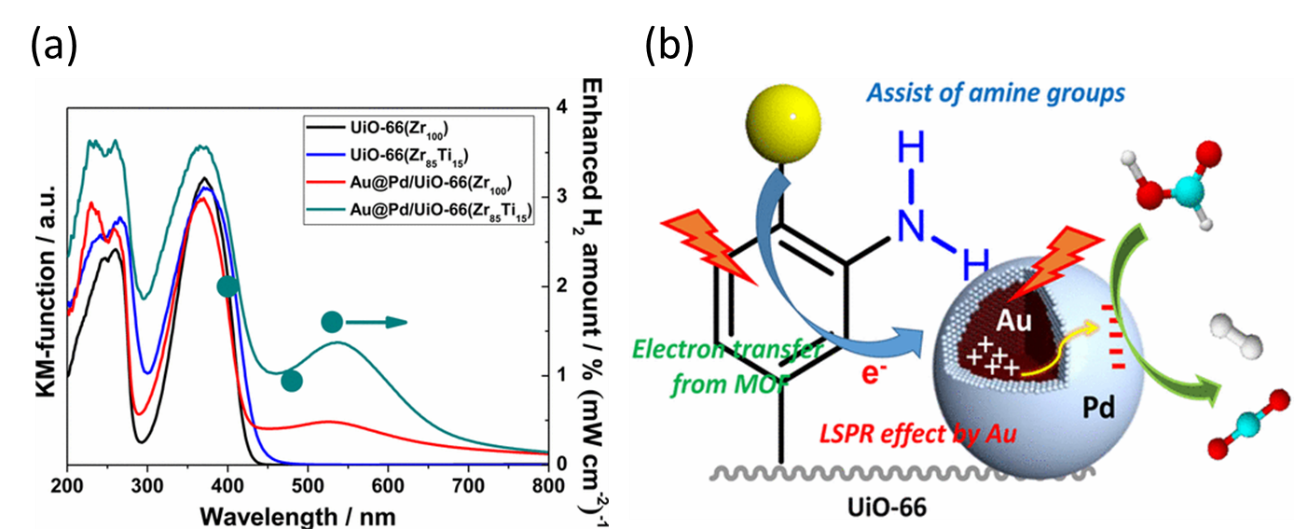 (a)
KM-function / a.u.
UiO-66(Zr₁₀₀)
UiO-66(Zr₈₅Ti₁₅)
Au@Pd/UiO-66(Zr₁₀₀)
Au@Pd/UiO-66(Zr₈₅Ti₁₅)
4
3
2
1
0
Enhanced H₂ amount / % (mW cm⁻²)⁻¹
200 300 400 500 600 700 800
Wavelength / nm
(b)
Assist of amine groups
H
N
H
Au
+ + + + + +
Electron transfer
from MOF
e⁻
Pd
LSPR effect by Au
UiO-66